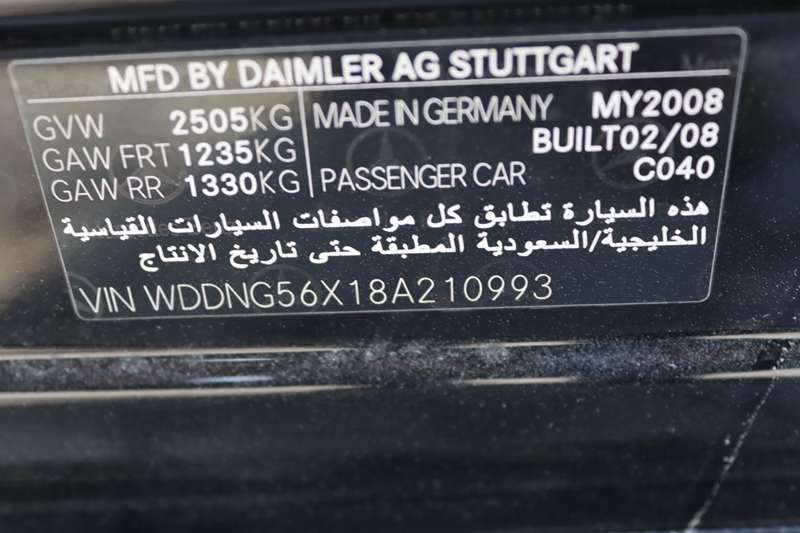 MFD BY DAIMLER AG STUTTGART
GVW 2505KG MADE IN GERMANY MY2008
BUILT02/08
GAW FRT 1235KG
GAW RR 1330KG PASSENGER CAR C040
هذه السيارة تطابق كل مواصفات السيارات القياسية
الخليجية/السعودية المطبقة حتى تاريخ الانتاج
VIN WDDNG56X18A210993